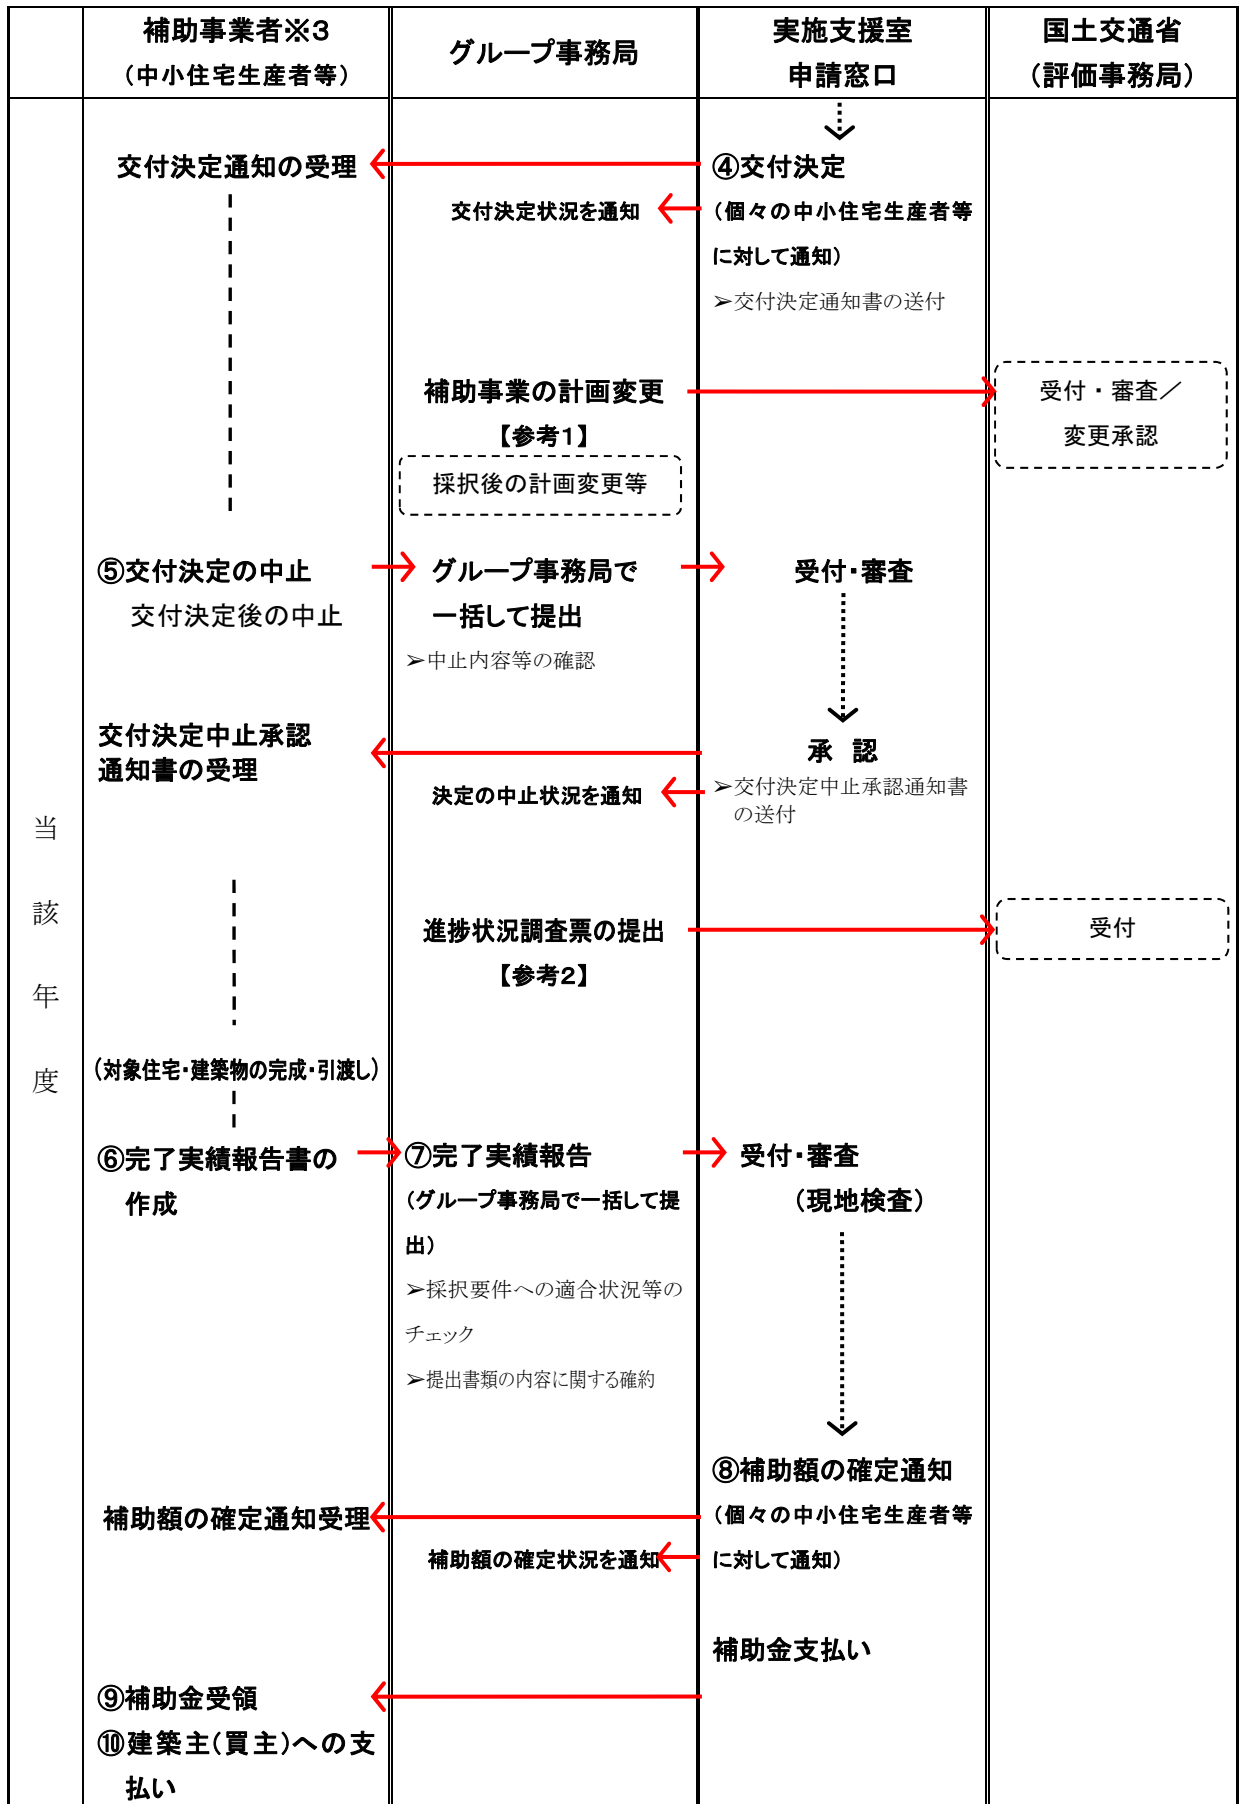 補助事業者※3
（中小住宅生産者等）
グループ事務局
実施支援室
申請窓口
国土交通省
（評価事務局）
当
該
年
度
交付決定通知の受理
④交付決定
交付決定状況を通知
（個々の中小住宅生産者等
に対して通知）
➢交付決定通知書の送付
補助事業の計画変更
【参考1】
採択後の計画変更等
受付・審査／
変更承認
⑤交付決定の中止
交付決定後の中止
グループ事務局で
一括して提出
➢中止内容等の確認
受付・審査
交付決定中止承認
通知書の受理
承　認
決定の中止状況を通知
➢交付決定中止承認通知書
の送付
進捗状況調査票の提出
【参考2】
受付
（対象住宅・建築物の完成・引渡し）
⑥完了実績報告書の
作成
⑦完了実績報告
（グループ事務局で一括して提
出）
➢採択要件への適合状況等の
チェック
➢提出書類の内容に関する確約
受付・審査
（現地検査）
⑧補助額の確定通知
補助額の確定通知受理
（個々の中小住宅生産者等
補助額の確定状況を通知
に対して通知）
補助金支払い
⑨補助金受領
⑩建築主（買主）への支
払い